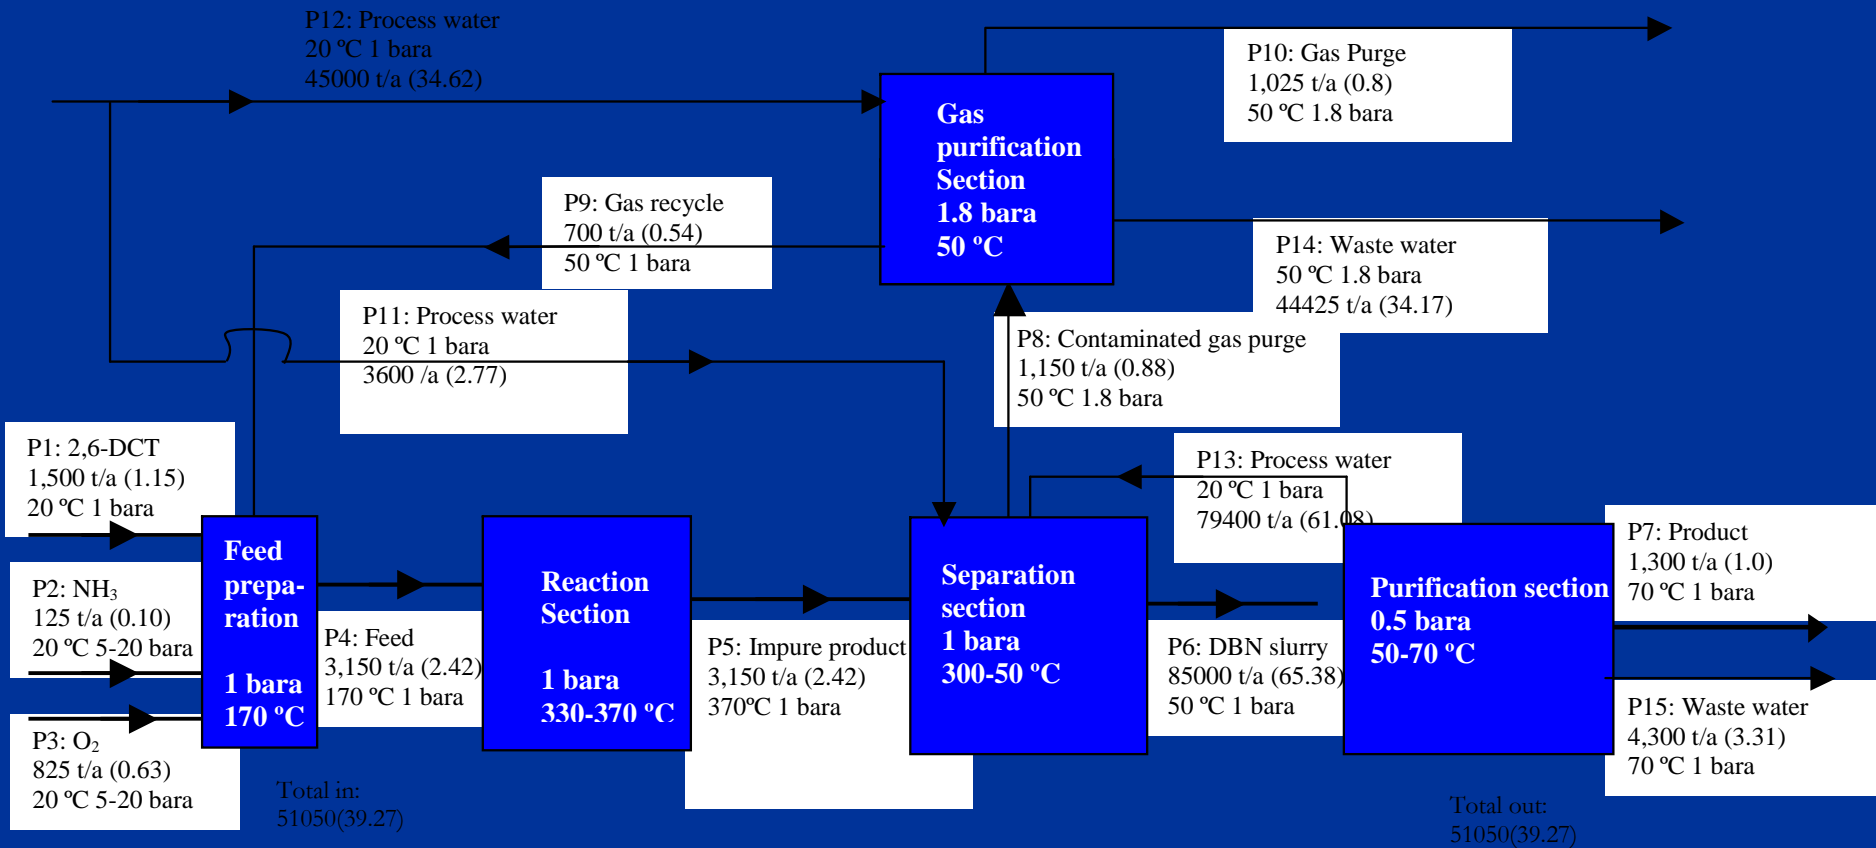 P12: Process water
20 ºC 1 bara
45000 t/a (34.62)
P10: Gas Purge
1,025 t/a (0.8)
50 ºC 1.8 bara
Gas
purification
Section
1.8 bara
50 ºC
P9: Gas recycle
700 t/a (0.54)
50 ºC 1 bara
P14: Waste water
50 ºC 1.8 bara
44425 t/a (34.17)
P11: Process water
20 ºC 1 bara
3600 /a (2.77)
P8: Contaminated gas purge
1,150 t/a (0.88)
50 ºC 1.8 bara
P1: 2,6-DCT
1,500 t/a (1.15)
20 ºC 1 bara
P13: Process water
20 ºC 1 bara
79400 t/a (61.08)
P2: NH₃
125 t/a (0.10)
20 ºC 5-20 bara
P3: O₂
825 t/a (0.63)
20 ºC 5-20 bara
Feed
prepa-
ration
1 bara
170 ºC
P4: Feed
3,150 t/a (2.42)
170 ºC 1 bara
Reaction
Section
1 bara
330-370 ºC
P5: Impure product
3,150 t/a (2.42)
370ºC 1 bara
Separation
section
1 bara
300-50 ºC
P6: DBN slurry
85000 t/a (65.38)
50 ºC 1 bara
Purification section
0.5 bara
50-70 ºC
P7: Product
1,300 t/a (1.0)
70 ºC 1 bara
P15: Waste water
4,300 t/a (3.31)
70 ºC 1 bara
Total in:
51050(39.27)
Total out:
51050(39.27)